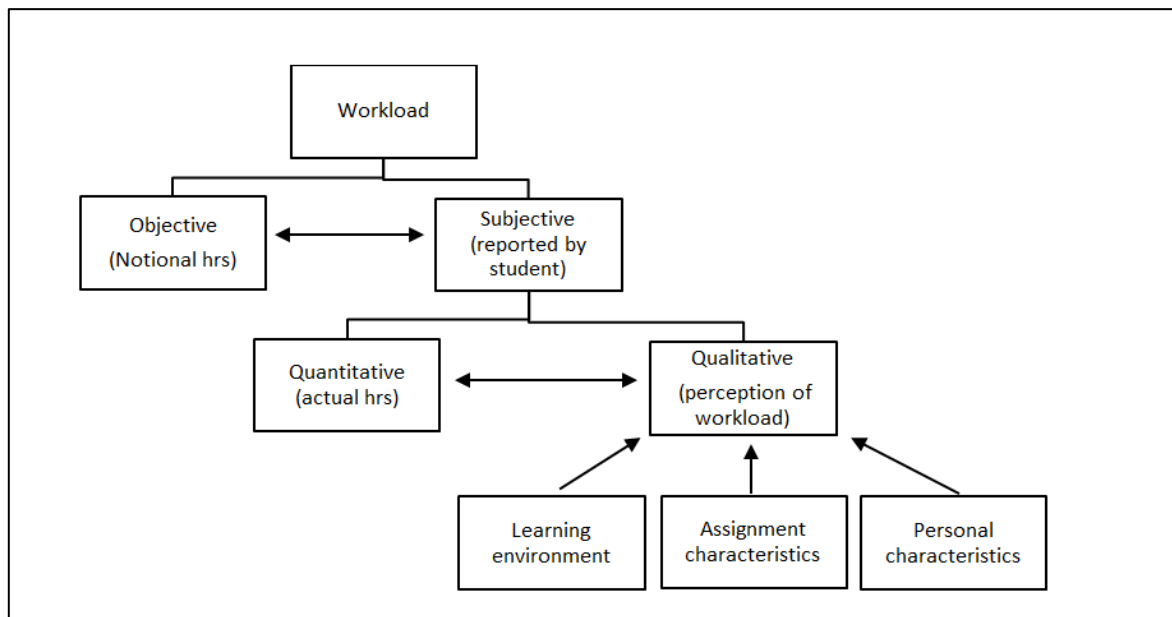 Workload
Objective
(Notional hrs)
Subjective
(reported by
student)
Quantitative
(actual hrs)
Qualitative
(perception of
workload)
Learning
environment
Assignment
characteristics
Personal
characteristics